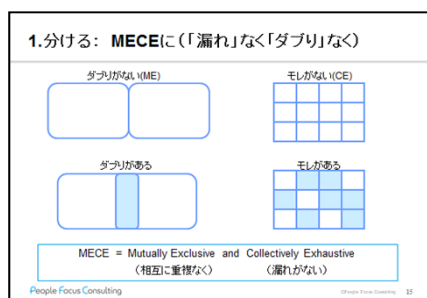 1.分ける: MECEに(「漏れ」なく「ダブり」なく)
ダブりがない(ME)
モレがない(CE)
ダブりがある
モレがある
MECE = Mutually Exclusive and Collectively Exhaustive
(相互に重複なく) (漏れがない)
People Focus Consulting
©People Focus Consulting 15